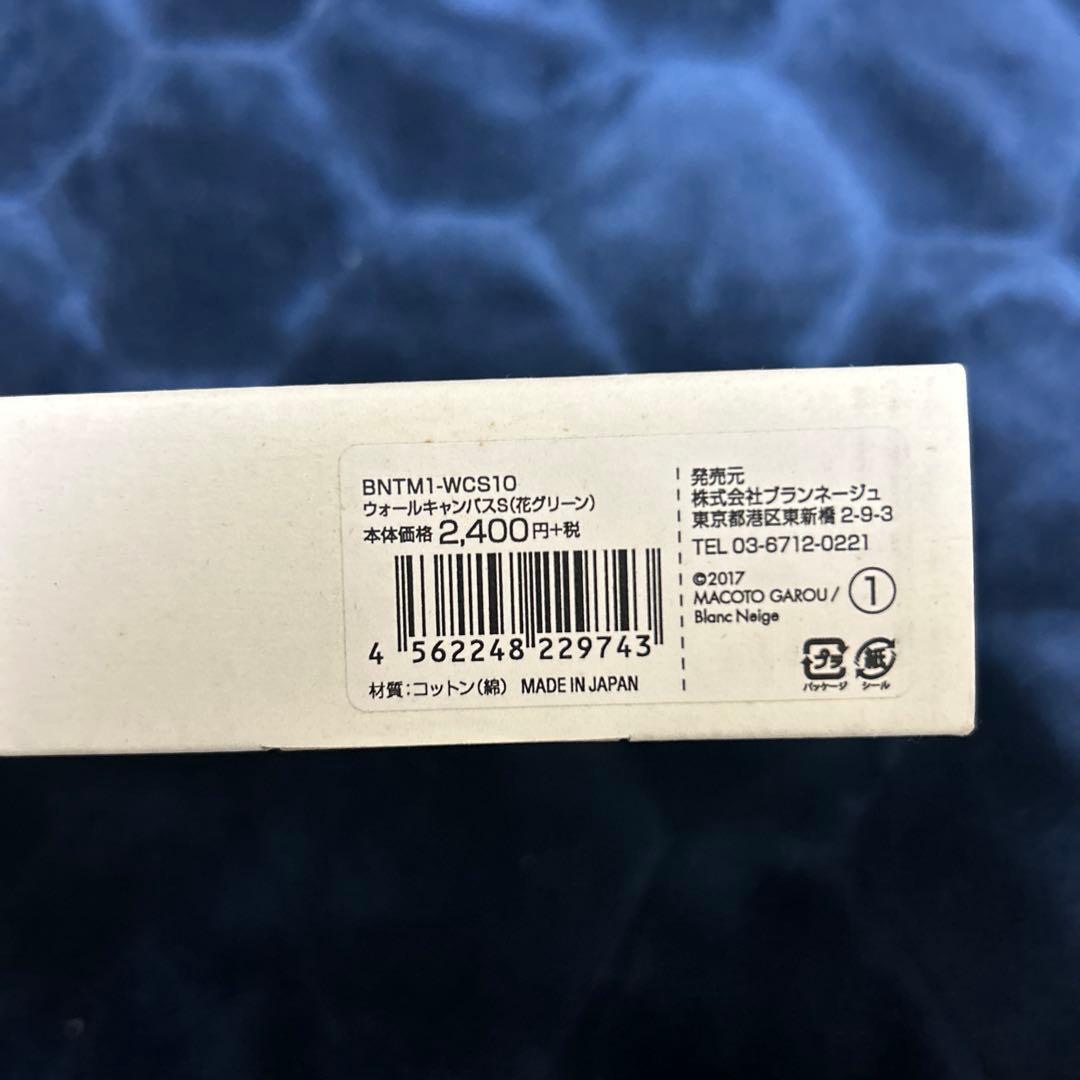 BNTM1-WCS10
ウォールキャンバスS(花グリーン)
本体価格 2,400円+税
4 562248 229743
材質:コットン(綿) MADE IN JAPAN
発売元
株式会社ブランネージュ
東京都港区東新橋 2-9-3
TEL 03-6712-0221
©2017
MACOTO GAROU /
Blanc Neige
1
プラ
パッケージ
紙
シール